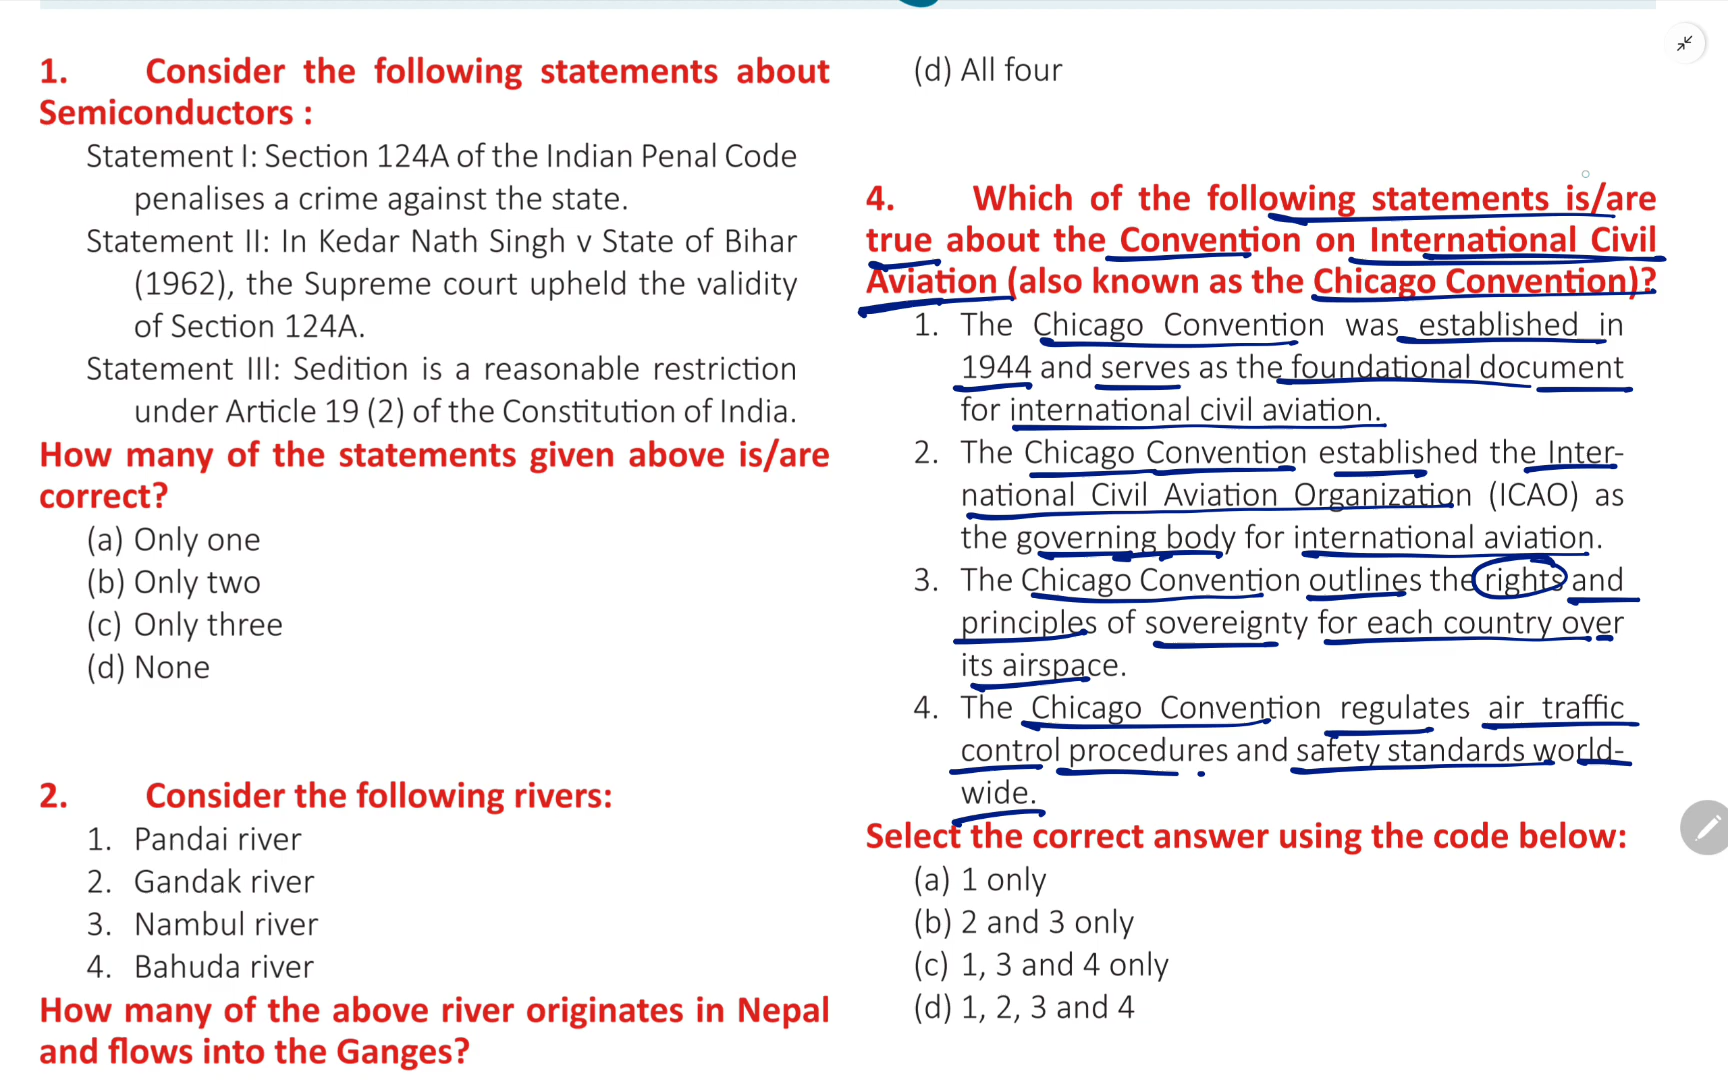 1. Consider the following statements about
Semiconductors :
Statement I: Section 124A of the Indian Penal Code
penalises a crime against the state.
Statement II: In Kedar Nath Singh v State of Bihar
(1962), the Supreme court upheld the validity
of Section 124A.
Statement III: Sedition is a reasonable restriction
under Article 19 (2) of the Constitution of India.
How many of the statements given above is/are
correct?
(a) Only one
(b) Only two
(c) Only three
(d) None
2. Consider the following rivers:
1. Pandai river
2. Gandak river
3. Nambul river
4. Bahuda river
How many of the above river originates in Nepal
and flows into the Ganges?
(d) All four
4. Which of the following statements is/are
true about the Convention on International Civil
Aviation (also known as the Chicago Convention)?
1. The Chicago Convention was established in
1944 and serves as the foundational document
for international civil aviation.
2. The Chicago Convention established the Inter-
national Civil Aviation Organization (ICAO) as
the governing body for international aviation.
3. The Chicago Convention outlines the rights and
principles of sovereignty for each country over
its airspace.
4. The Chicago Convention regulates air traffic
control procedures and safety standards world-
wide.
Select the correct answer using the code below:
(a) 1 only
(b) 2 and 3 only
(c) 1, 3 and 4 only
(d) 1, 2, 3 and 4